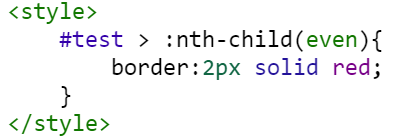 <style>
    #test > :nth-child(even){
        border:2px solid red;
    }
</style>